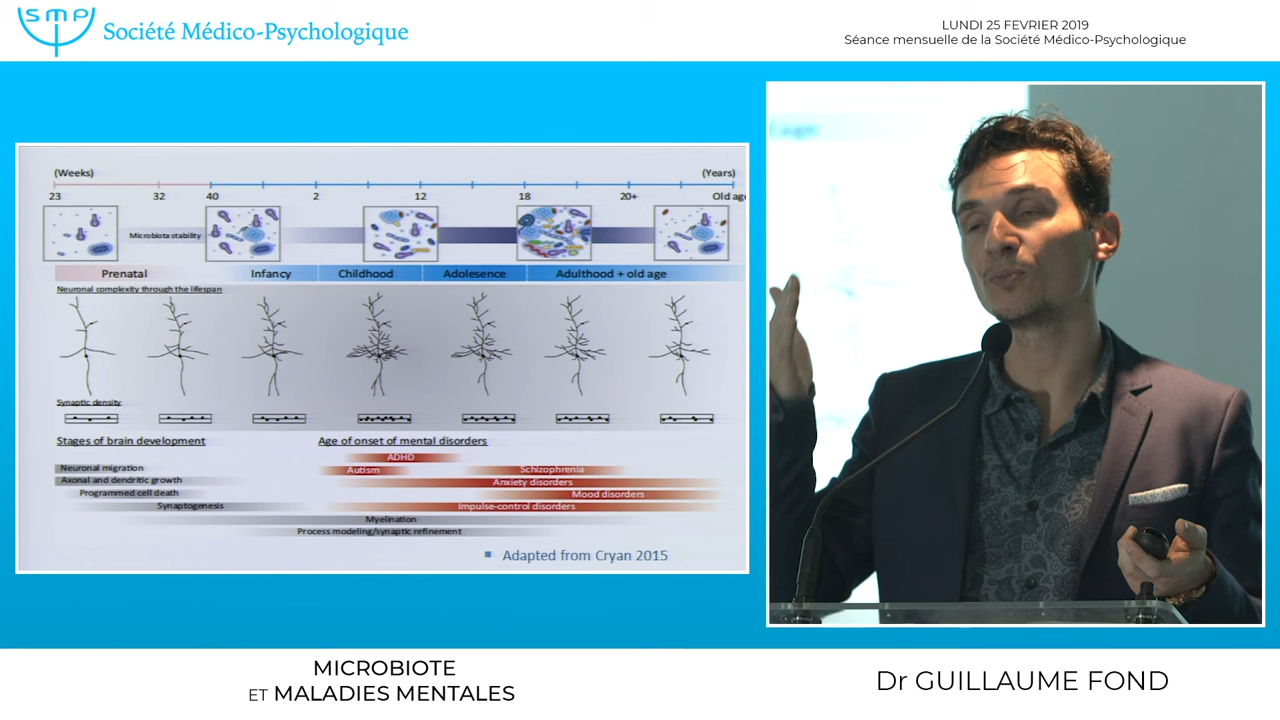 SMP Société Médico-Psychologique
LUNDI 25 FEVRIER 2019
Séance mensuelle de la Société Médico-Psychologique
(Weeks) (Years)
23 32 40 2 12 18 20+ Old age
Microbiota stability
Prenatal Infancy Childhood Adolesence Adulthood + old age
Neuronal complexity through the lifespan
Synaptic density
Stages of brain development Age of onset of mental disorders
ADHD
Neuronal migration Autism Schizophrenia
Axonal and dendritic growth Anxiety disorders
Programmed cell death Mood disorders
Synaptogenesis Impulse-control disorders
Myelination
Process modeling/synaptic refinement
Adapted from Cryan 2015
MICROBIOTE
ET MALADIES MENTALES
Dr GUILLAUME FOND